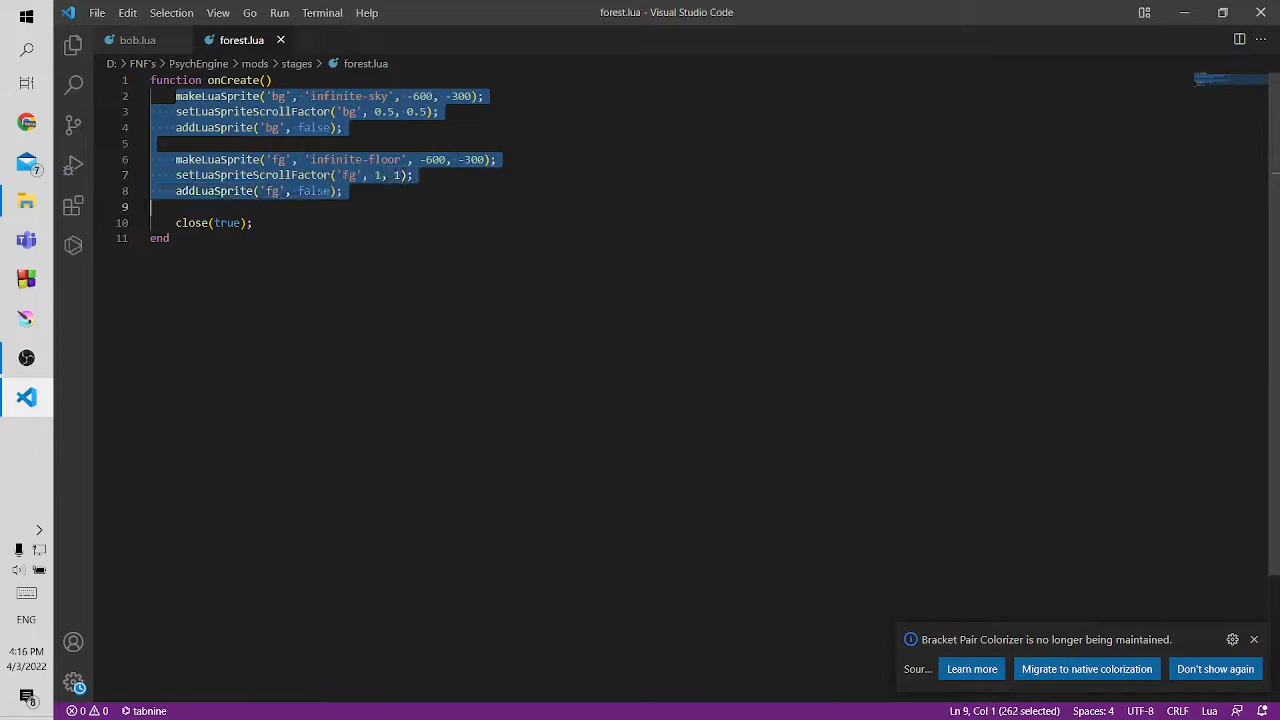 File Edit Selection View Go Run Terminal Help
forest.lua - Visual Studio Code
bob.lua forest.lua
D: > FNF's > PsychEngine > mods > stages > forest.lua
1 function onCreate()
2 makeLuaSprite('bg', 'infinite-sky', -600, -300);
3 setLuaSpriteScrollFactor('bg', 0.5, 0.5);
4 addLuaSprite('bg', false);
5
6 makeLuaSprite('fg', 'infinite-floor', -600, -300);
7 setLuaSpriteScrollFactor('fg', 1, 1);
8 addLuaSprite('fg', false);
9
10 close(true);
11 end
7
ENG
4:16 PM
4/3/2022
8
Bracket Pair Colorizer is no longer being maintained.
Sour... Learn more Migrate to native colorization Don't show again
0 0 tabnine
Ln 9, Col 1 (262 selected) Spaces: 4 UTF-8 CRLF Lua